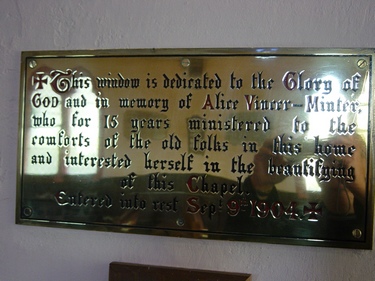 ✠ This window is dedicated to the Glory of
GOD and in memory of Alice Vincer-Minter,
who for 16 years ministered to the
comforts of the old folks in this home
and interested herself in the beautifying
of this Chapel.
Entered into rest Sept 9th 1904. ✠